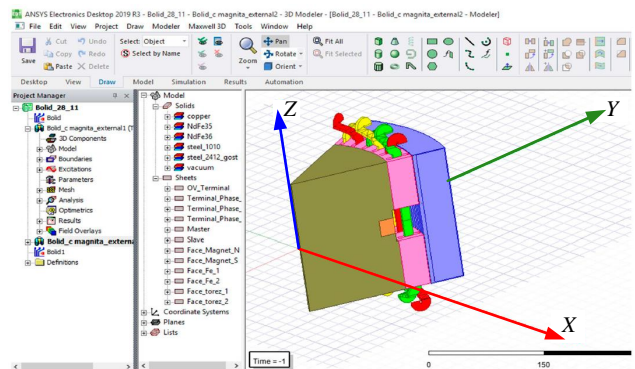 ANSYS Electronics Desktop 2019 R3 - Bolid_28_11 - Bolid_c magnita_external2 - 3D Modeler - [Bolid_28_11 - Bolid_c magnita_external2 - Modeler]
File Edit View Project Draw Modeler Maxwell 3D Tools Window Help
Save
Cut Undo
Copy Redo
Paste Delete
Select: Object
Select by Name
Zoom
Pan
Rotate
Orient
Fit All
Fit Selected
Desktop View Draw Model Simulation Results Automation
Project Manager
Bolid_28_11
Bolid
Bolid_c magnita_external1 (T
3D Components
Model
Boundaries
Excitations
Parameters
Mesh
Analysis
Optimetrics
Results
Field Overlays
Bolid_c magnita_externa
Bolid1
Definitions
Model
Solids
copper
NdFe35
NdFe36
steel_1010
steel_2412_gost
vacuum
Sheets
OV_Terminal
Terminal_Phase_
Terminal_Phase_
Terminal_Phase_
Master
Slave
Face_Magnet_N
Face_Magnet_S
Face_Fe_1
Face_Fe_2
Face_torez_1
Face_torez_2
Coordinate Systems
Planes
Lists
Z
Y
X
Time = -1
0
150